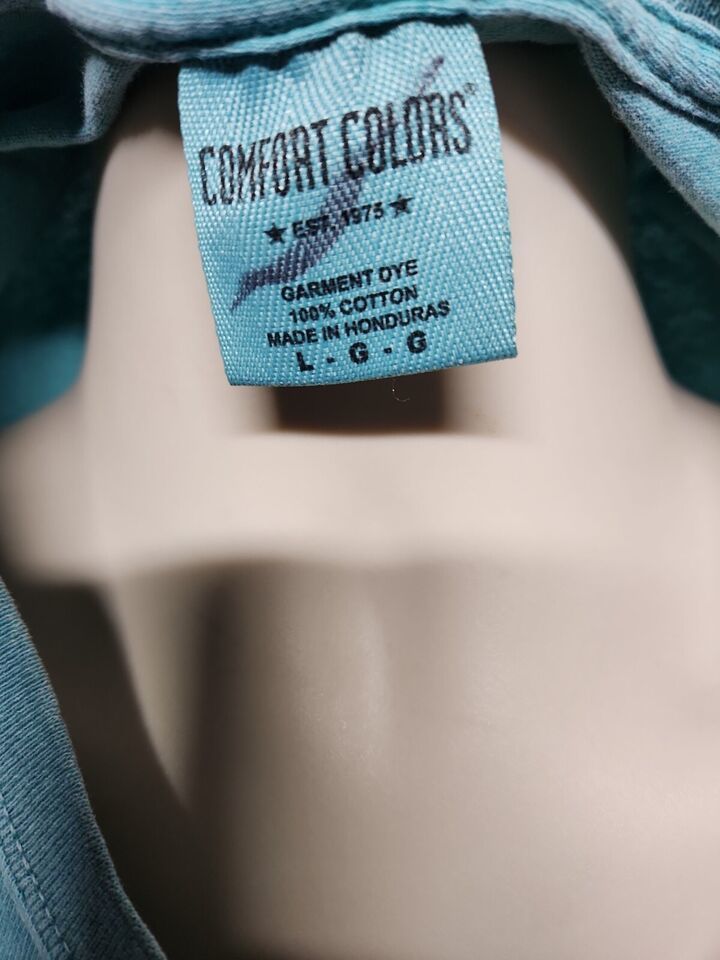 COMFORT COLORS®
★ EST. 1975 ★
GARMENT DYE
100% COTTON
MADE IN HONDURAS
L - G - G